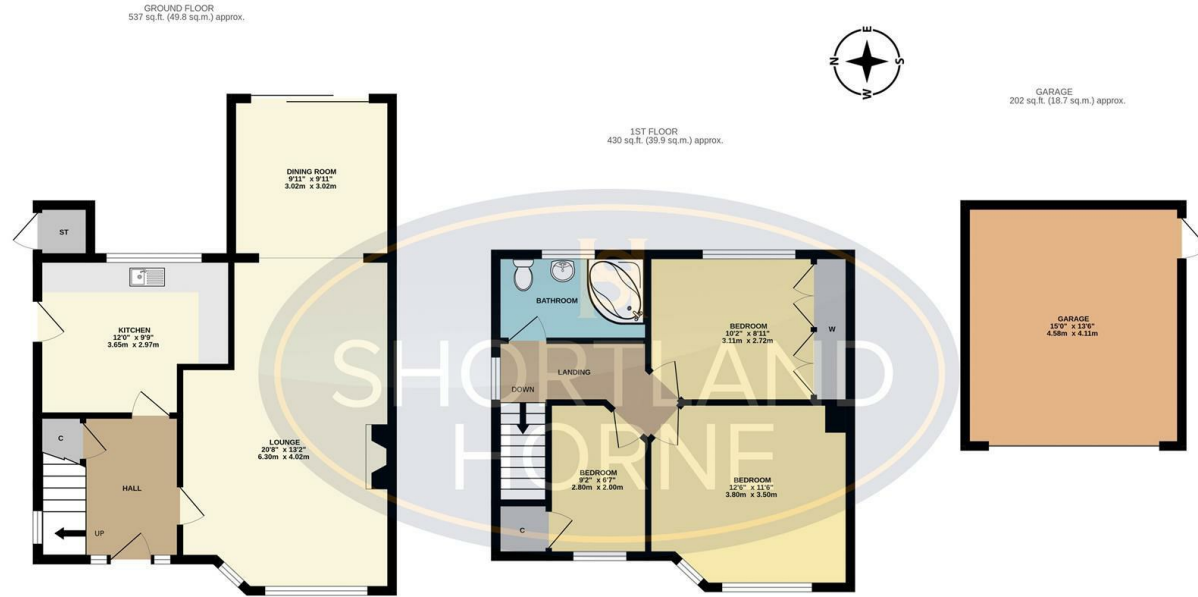 GROUND FLOOR
537 sq.ft. (49.8 sq.m.) approx.
DINING ROOM
9'11" x 9'11"
3.02m x 3.02m
ST
KITCHEN
12'0" x 9'9"
3.65m x 2.97m
C
HALL
UP
LOUNGE
20'8" x 13'2"
6.30m x 4.02m
1ST FLOOR
430 sq.ft. (39.9 sq.m.) approx.
BATHROOM
BEDROOM
10'2" x 8'11"
3.11m x 2.72m
W
LANDING
DOWN
BEDROOM
9'2" x 6'7"
2.80m x 2.00m
BEDROOM
12'6" x 11'6"
3.80m x 3.50m
C
E
N
S
W
GARAGE
202 sq.ft. (18.7 sq.m.) approx.
GARAGE
15'0" x 13'6"
4.58m x 4.11m
SHORTLAND
HORNE